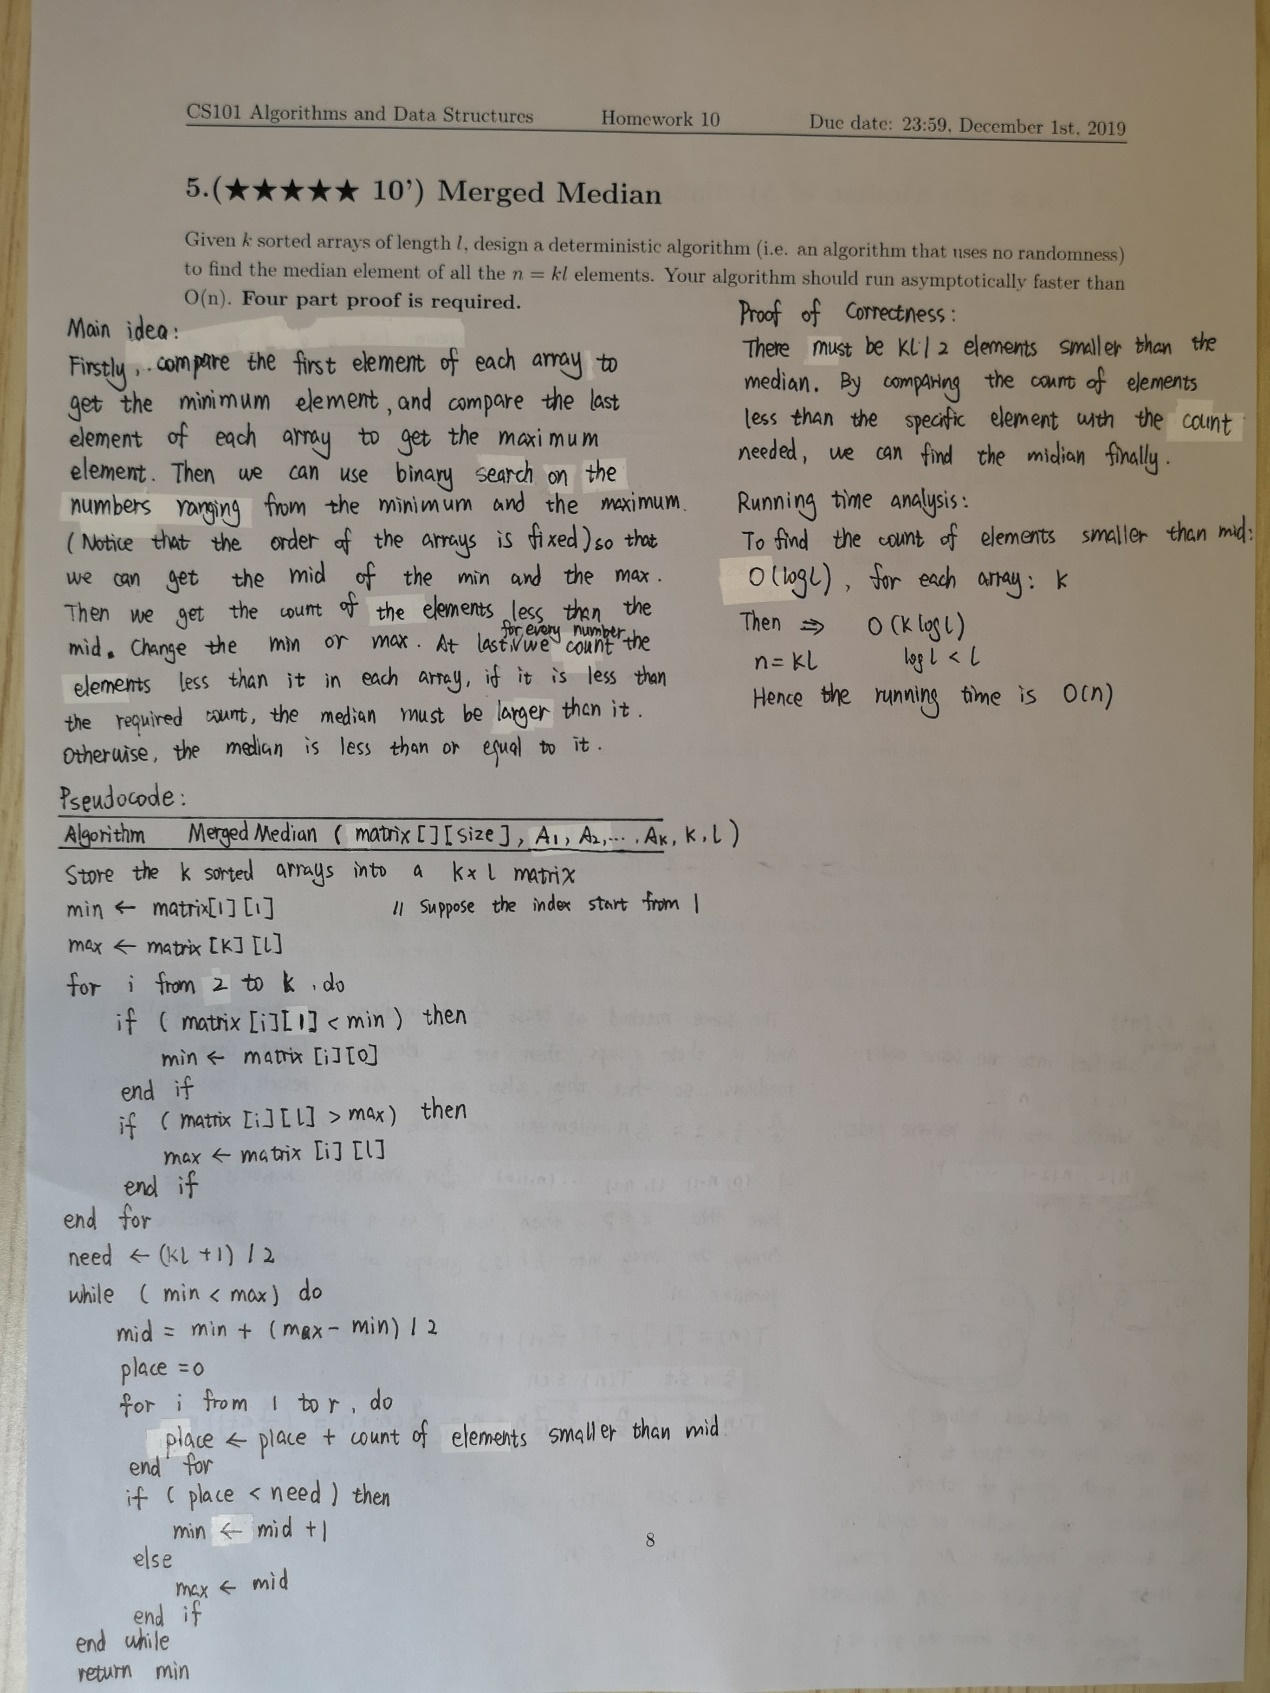 CS101 Algorithms and Data Structures Homework 10 Due date: 23:59, December 1st, 2019
5.(★★★★★ 10') Merged Median
Given k sorted arrays of length l, design a deterministic algorithm (i.e. an algorithm that uses no randomness)
to find the median element of all the n = kl elements. Your algorithm should run asymptotically faster than
O(n). Four part proof is required.
Main idea:
Firstly, compare the first element of each array to
get the minimum element, and compare the last
element of each array to get the maximum
element. Then we can use binary search on the
numbers ranging from the minimum and the maximum.
(Notice that the order of the arrays is fixed) so that
we can get the mid of the min and the max.
Then we get the count of the elements less than the
mid. Change the min or max. At last, for every number we count the
elements less than it in each array, if it is less than
the required count, the median must be larger than it.
Otherwise, the median is less than or equal to it.
Proof of Correctness:
There must be KL/2 elements smaller than the
median. By comparing the count of elements
less than the specific element with the count
needed, we can find the midian finally.
Running time analysis:
To find the count of elements smaller than mid:
O(logL), for each array: K
Then ⇒ O(KlogL)
n=KL logL < L
Hence the running time is O(n)
Pseudocode:
Algorithm Merged Median ( matrix[][size], A1, A2,... , AK, K, L )
Store the k sorted arrays into a K×L matrix
min ← matrix[1][1] // Suppose the index start from 1
max ← matrix[K][L]
for i from 2 to k, do
if ( matrix [i][1] < min ) then
min ← matrix [i][0]
end if
if ( matrix [i][L] > max) then
max ← matrix [i][L]
end if
end for
need ← (KL+1) / 2
while ( min < max) do
mid = min + (max - min) / 2
place =0
for i from 1 to r, do
place ← place + count of elements smaller than mid
end for
if ( place < need ) then
min ← mid +1
else
max ← mid
end if
end while
return min
8